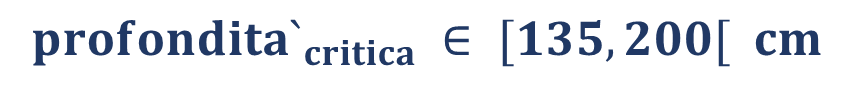 profondita`critica ∈ [135, 200[ cm